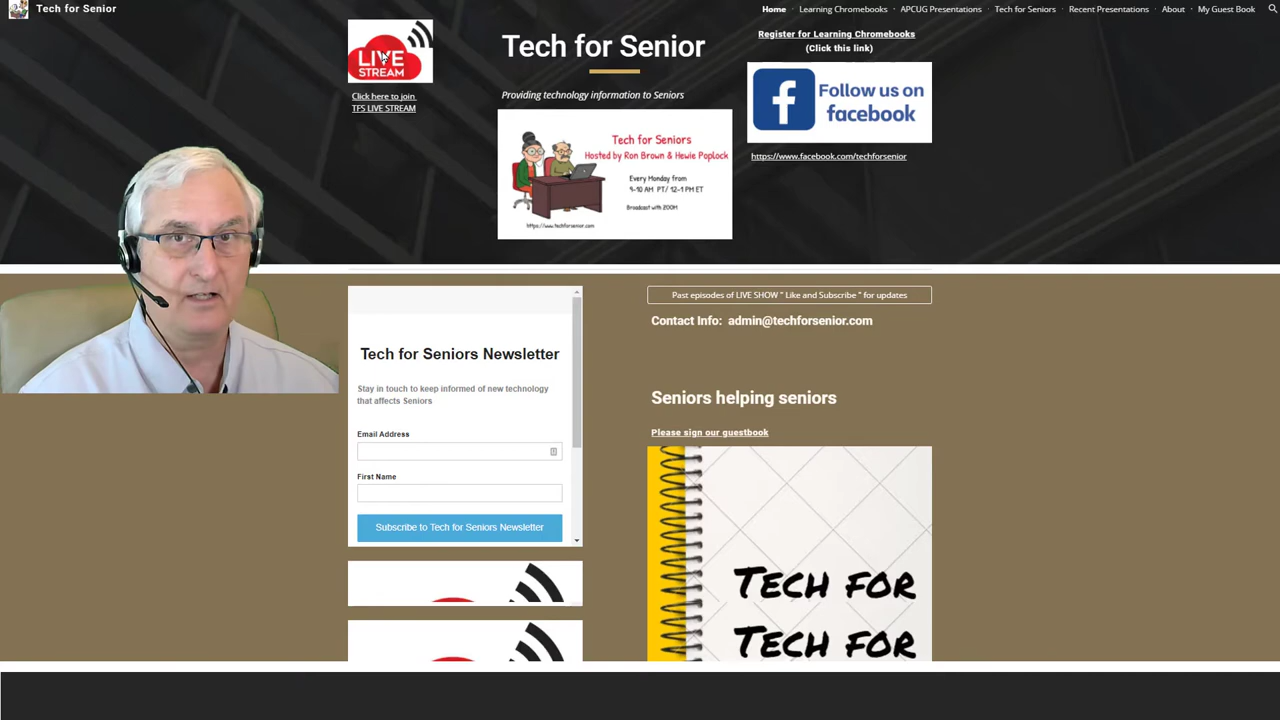 Tech for Senior
Home
Learning Chromebooks
APCUG Presentations
Tech for Seniors
Recent Presentations
About
My Guest Book
LIVE
STREAM
Click here to join
TFS LIVE STREAM
Tech for Senior
Providing technology information to Seniors
Tech for Seniors
Hosted by Ron Brown & Hewie Poplock
Every Monday from
9-10 AM PT/ 12-1 PM ET
Broadcast with ZOOM
https://www.techforsenior.com
Register for Learning Chromebooks
(Click this link)
Follow us on
facebook
https://www.facebook.com/techforsenior
Tech for Seniors Newsletter
Stay in touch to keep informed of new technology
that affects Seniors
Email Address
First Name
Subscribe to Tech for Seniors Newsletter
Past episodes of LIVE SHOW " Like and Subscribe " for updates
Contact Info: admin@techforsenior.com
Seniors helping seniors
Please sign our guestbook
TECH FOR
TECH FOR